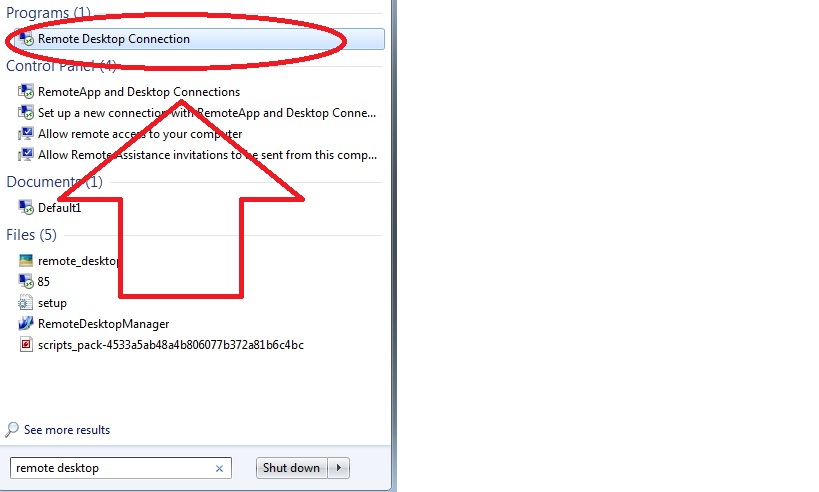 Programs (1)
Remote Desktop Connection
Control Panel (4)
RemoteApp and Desktop Connections
Set up a new connection with RemoteApp and Desktop Conne...
Allow remote access to your computer
Allow Remote Assistance invitations to be sent from this comp...
Documents (1)
Default1
Files (5)
remote_desktop
85
setup
RemoteDesktopManager
scripts_pack-4533a5ab48a4b806077b372a81b6c4bc
See more results
remote desktop
Shut down